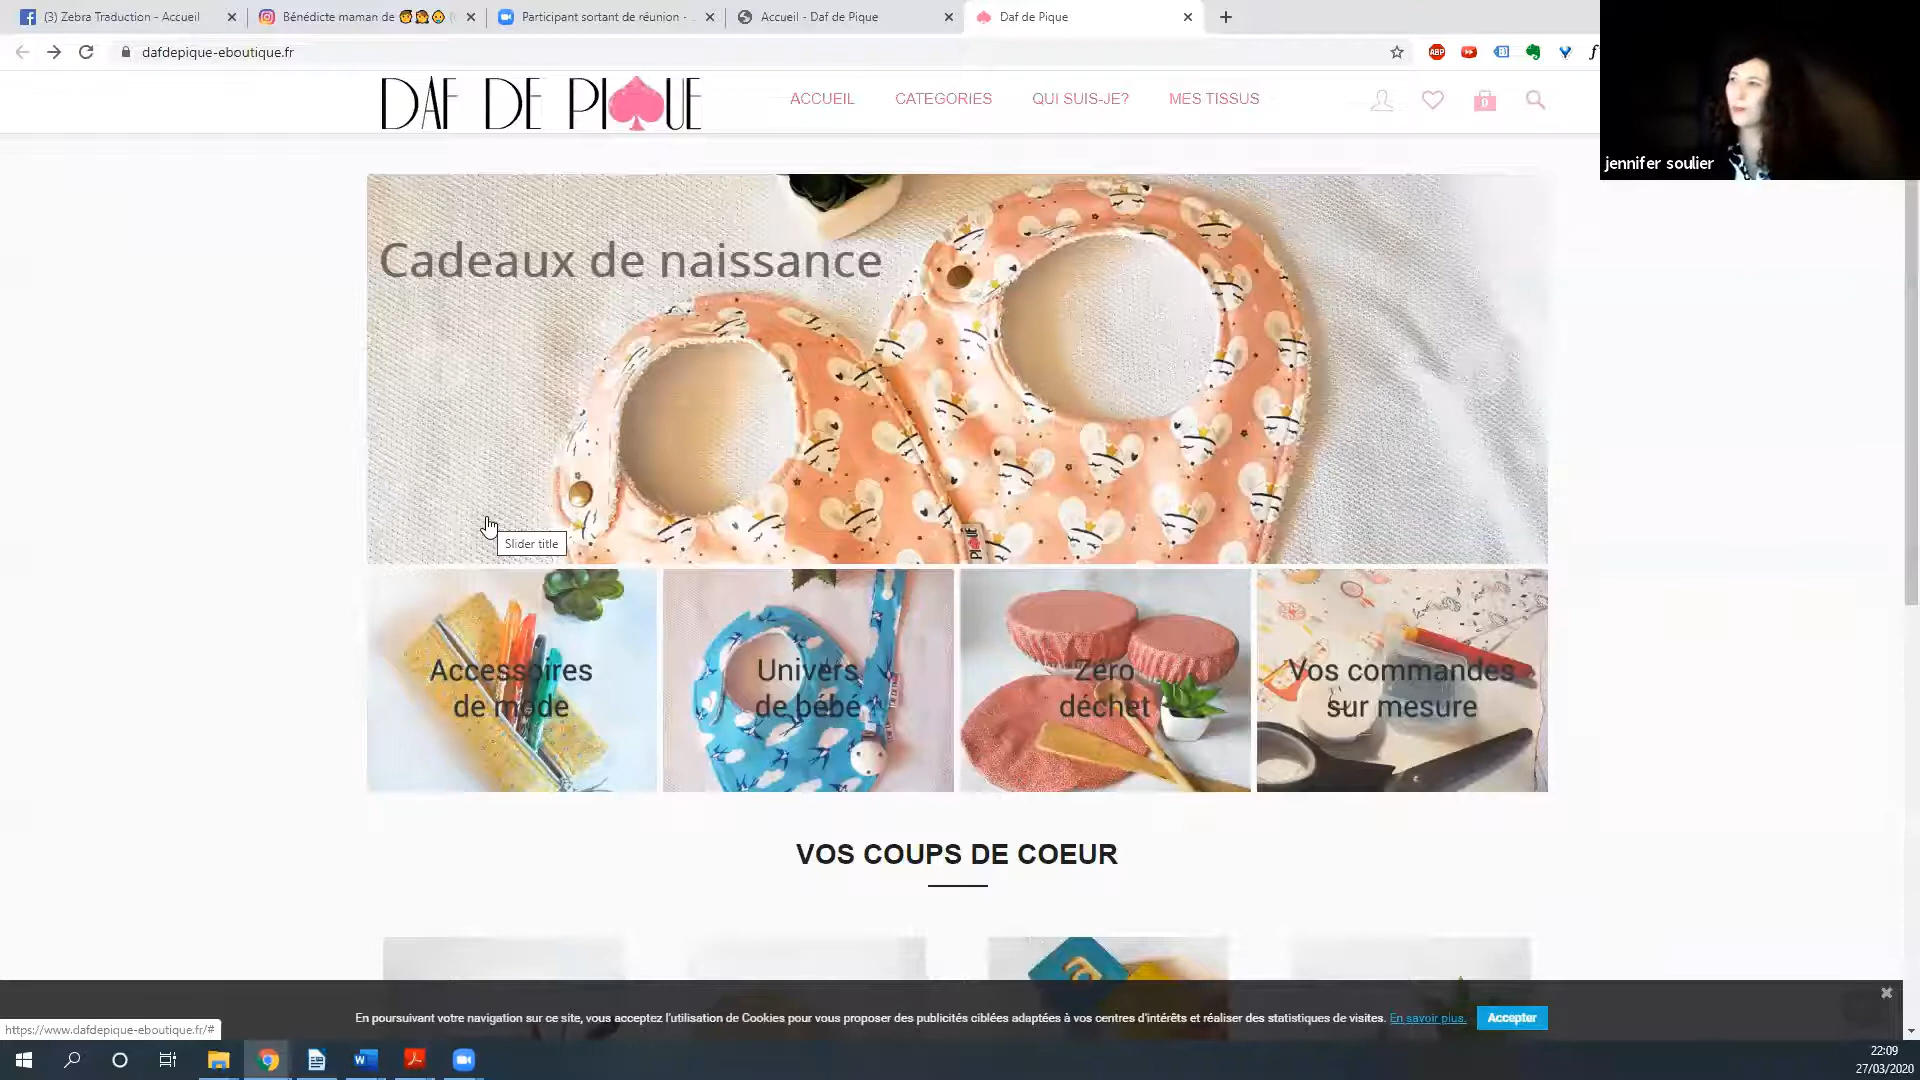 (3) Zebra Traduction - Accueil
Bénédicte maman de
Participant sortant de réunion -
Accueil - Daf de Pique
Daf de Pique
dafdepique-eboutique.fr
ABP
DAF DE PIQUE
ACCUEIL
CATEGORIES
QUI SUIS-JE?
MES TISSUS
0
jennifer soulier
Cadeaux de naissance
Slider title
Accessoires
de mode
Univers
de bébé
Zéro
déchet
Vos commandes
sur mesure
VOS COUPS DE COEUR
a
En poursuivant votre navigation sur ce site, vous acceptez l'utilisation de Cookies pour vous proposer des publicités ciblées adaptées à vos centres d'intérêts et réaliser des statistiques de visites. En savoir plus. Accepter
https://www.dafdepique-eboutique.fr/#
22:09
27/03/2020